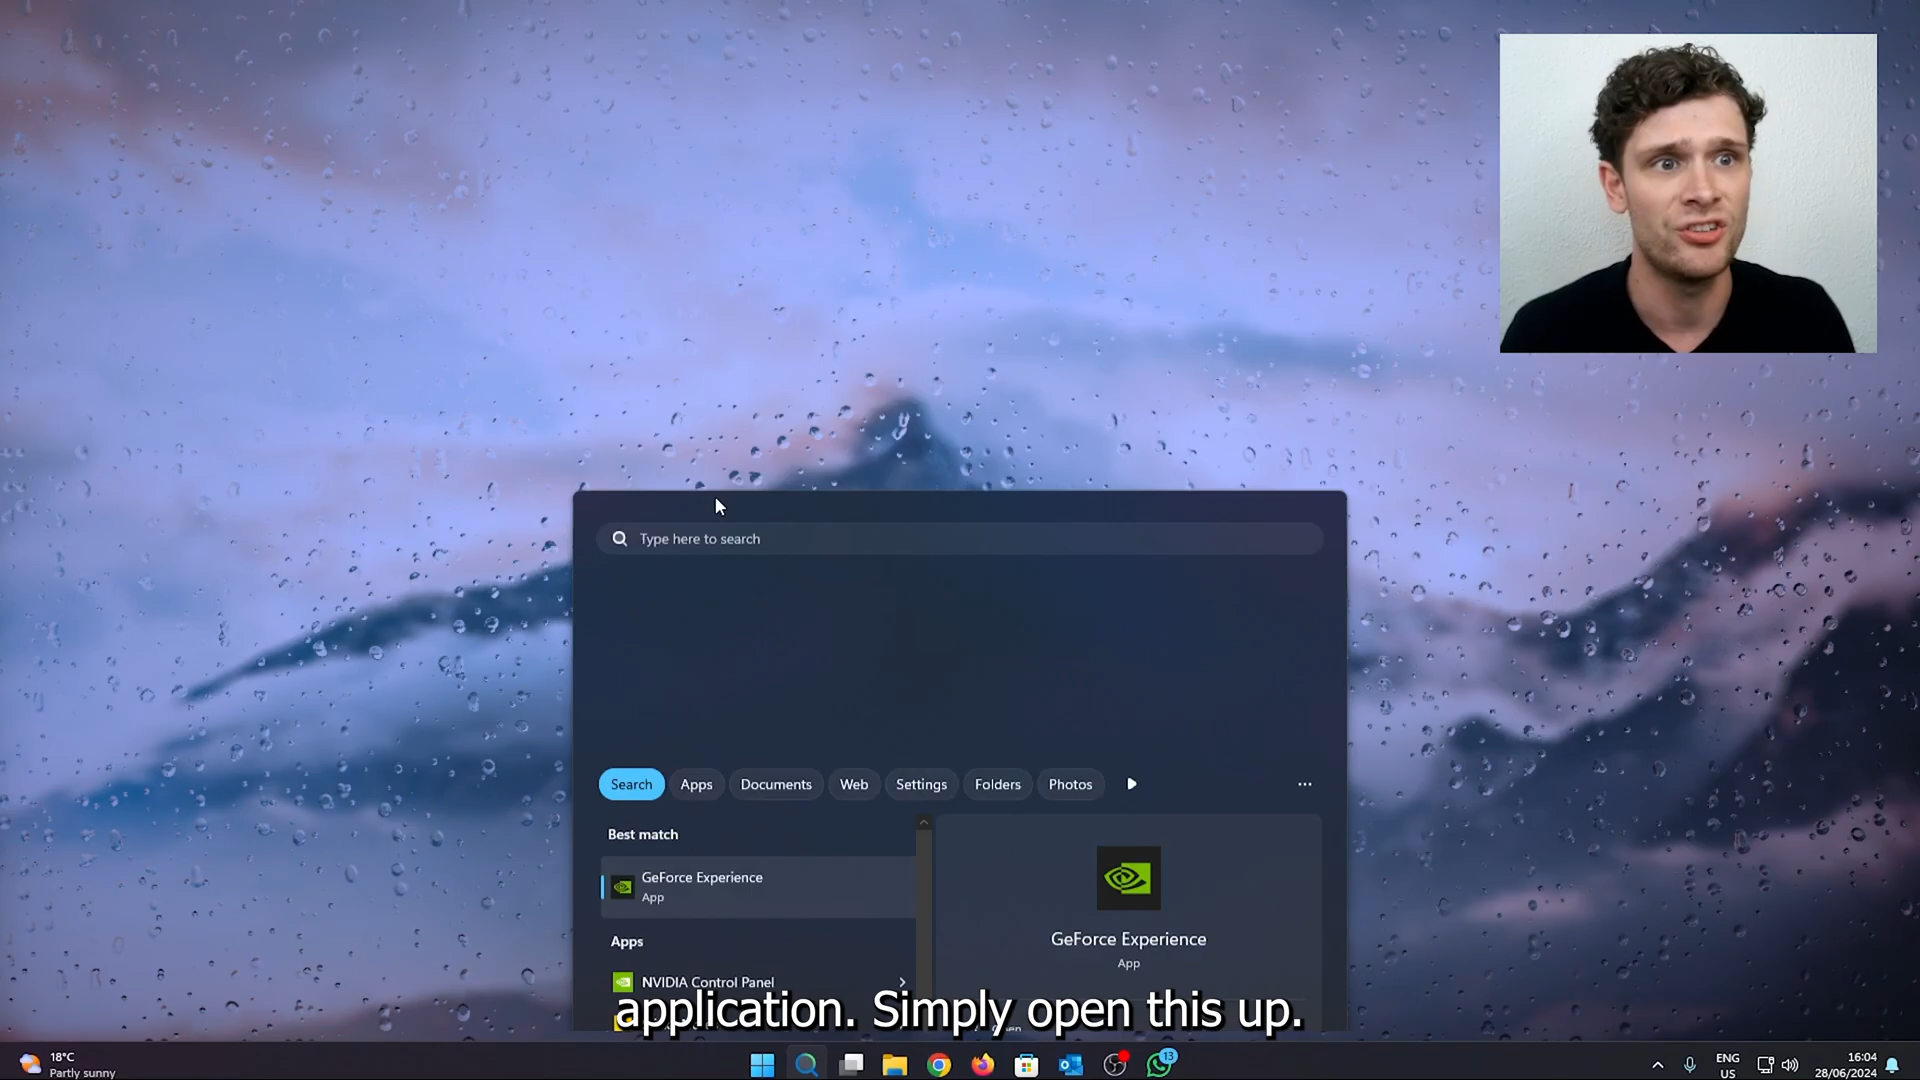 Type here to search
Search Apps Documents Web Settings Folders Photos
Best match
GeForce Experience
App
Apps
NVIDIA Control Panel
GeForce Experience
App
Open
application. Simply open this up.
18°C
Partly sunny
13
ENG
US
16:04
28/06/2024